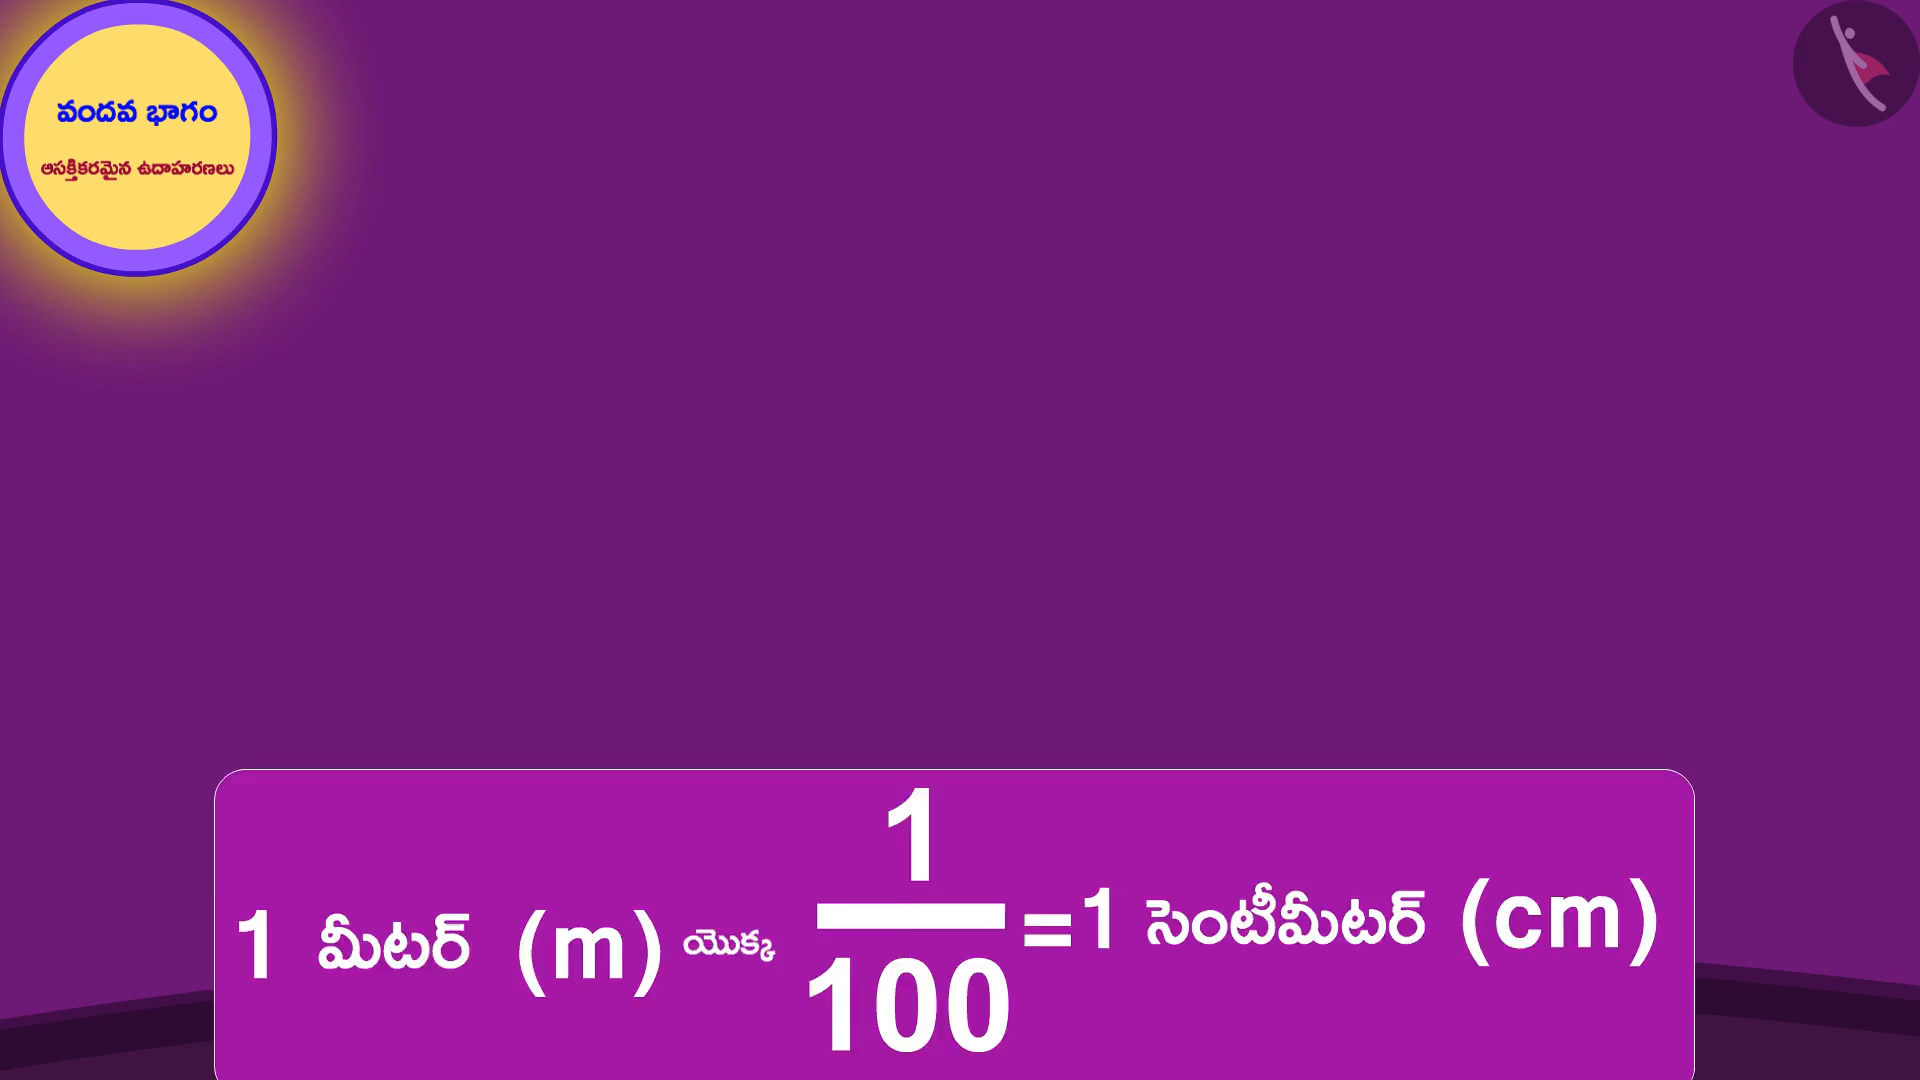 వందవ భాగం
ఆసక్తికరమైన ఉదాహరణలు
1 మీటర్ (m) యొక్క 1/100 =1 సెంటీమీటర్ (cm)